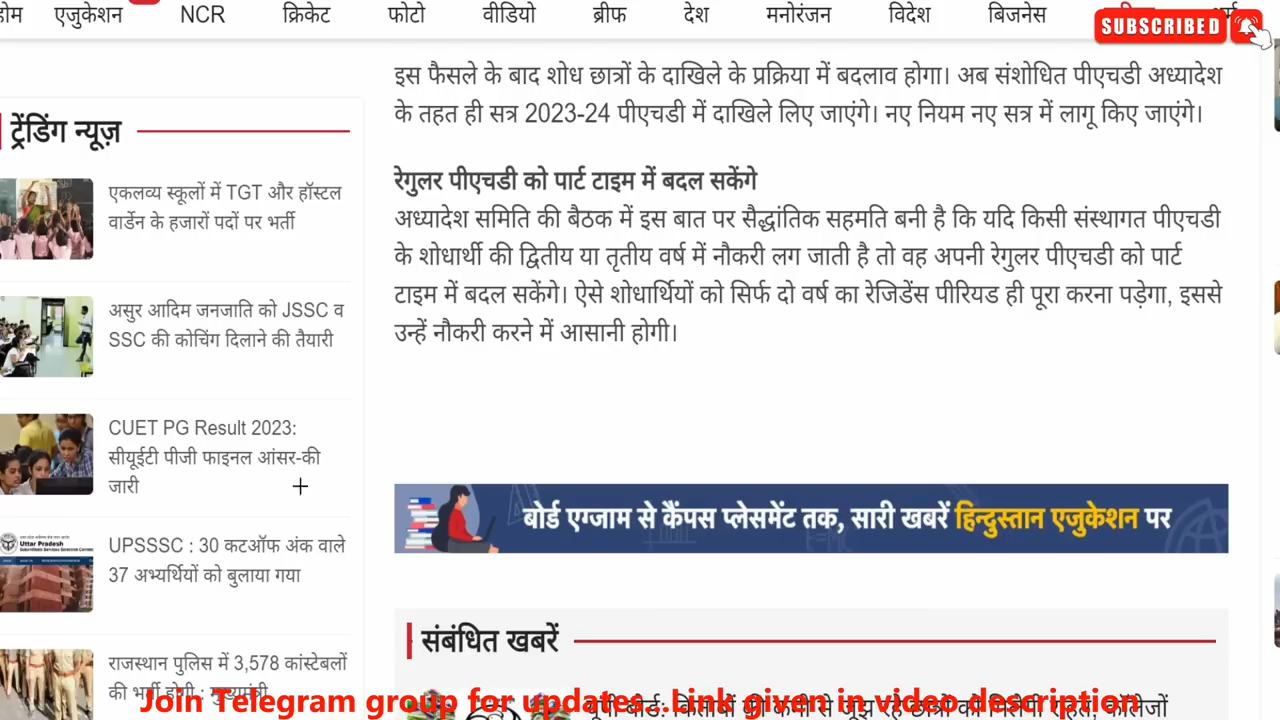 होम एजुकेशन NCR क्रिकेट फोटो वीडियो ब्रीफ देश मनोरंजन विदेश बिजनेस
SUBSCRIBED
इस फैसले के बाद शोध छात्रों के दाखिले के प्रक्रिया में बदलाव होगा। अब संशोधित पीएचडी अध्यादेश
के तहत ही सत्र 2023-24 पीएचडी में दाखिले लिए जाएंगे। नए नियम नए सत्र में लागू किए जाएंगे।
रेगुलर पीएचडी को पार्ट टाइम में बदल सकेंगे
अध्यादेश समिति की बैठक में इस बात पर सैद्धांतिक सहमति बनी है कि यदि किसी संस्थागत पीएचडी
के शोधार्थी की द्वितीय या तृतीय वर्ष में नौकरी लग जाती है तो वह अपनी रेगुलर पीएचडी को पार्ट
टाइम में बदल सकेंगे। ऐसे शोधार्थियों को सिर्फ दो वर्ष का रेजिडेंस पीरियड ही पूरा करना पड़ेगा, इससे
उन्हें नौकरी करने में आसानी होगी।
ट्रेंडिंग न्यूज़
एकलव्य स्कूलों में TGT और हॉस्टल
वार्डेन के हजारों पदों पर भर्ती
असुर आदिम जनजाति को JSSC व
SSC की कोचिंग दिलाने की तैयारी
CUET PG Result 2023:
सीयूईटी पीजी फाइनल आंसर-की
जारी
UPSSSC : 30 कटऑफ अंक वाले
37 अभ्यर्थियों को बुलाया गया
राजस्थान पुलिस में 3,578 कांस्टेबलों
की भर्ती होगी : मुख्यमंत्री
बोर्ड एग्जाम से कैंपस प्लेसमेंट तक, सारी खबरें हिन्दुस्तान एजुकेशन पर
संबंधित खबरें
यूपी बोर्ड: किताबों की कमी से जूझ रहे छात्रों को मिलेगी राहत, कॉलेजों
Join Telegram group for updates..Link given in video description